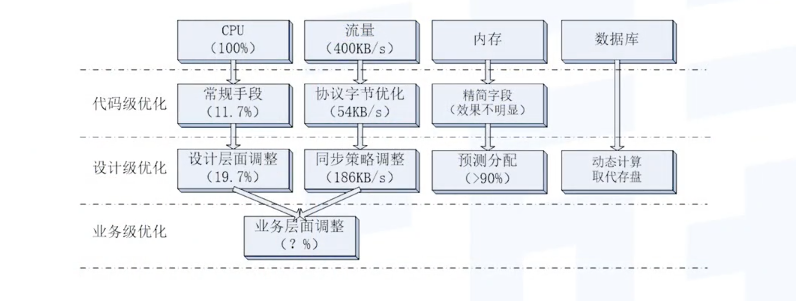 CPU
(100%)
流量
(400KB/s)
内存
数据库
代码级优化
常规手段
(11.7%)
协议字节优化
(54KB/s)
精简字段
(效果不明显)
设计级优化
设计层面调整
(19.7%)
同步策略调整
(186KB/s)
预测分配
(>90%)
动态计算
取代存盘
业务级优化
业务层面调整
(？%)